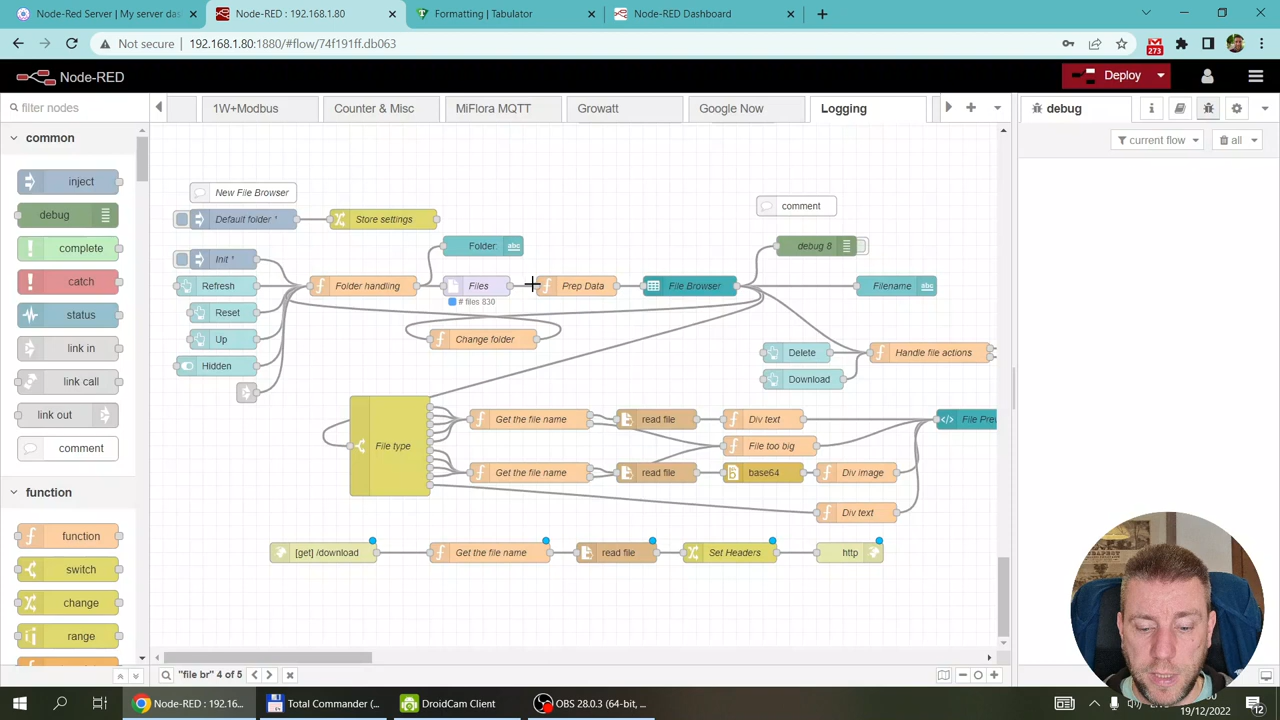 Node-RED Server | My server da
Node-RED : 192.168.1.80
Formatting | Tabulator
Node-RED Dashboard
Not secure
192.168.1.80:1880/#flow/74f191ff.db063
273
Node-RED
Deploy
filter nodes
1W+Modbus
Counter & Misc
MiFlora MQTT
Growatt
Google Now
Logging
debug
current flow
all
common
inject
debug
complete
catch
status
link in
link call
link out
comment
function
function
switch
change
range
New File Browser
comment
Default folder ¹
Store settings
Folder:
abc
debug 8
Init ¹
Refresh
Folder handling
Files
Prep Data
File Browser
Filename
abc
# files 830
Reset
Up
Change folder
Hidden
Delete
Handle file actions
Download
File type
Get the file name
read file
Div text
File Prev
File too big
Get the file name
read file
base64
Div image
Div text
[get] /download
Get the file name
read file
Set Headers
http
"file br" 4 of 5
Node-RED : 192.16...
Total Commander (...
DroidCam Client
OBS 28.0.3 (64-bit, ...
19/12/2022
12